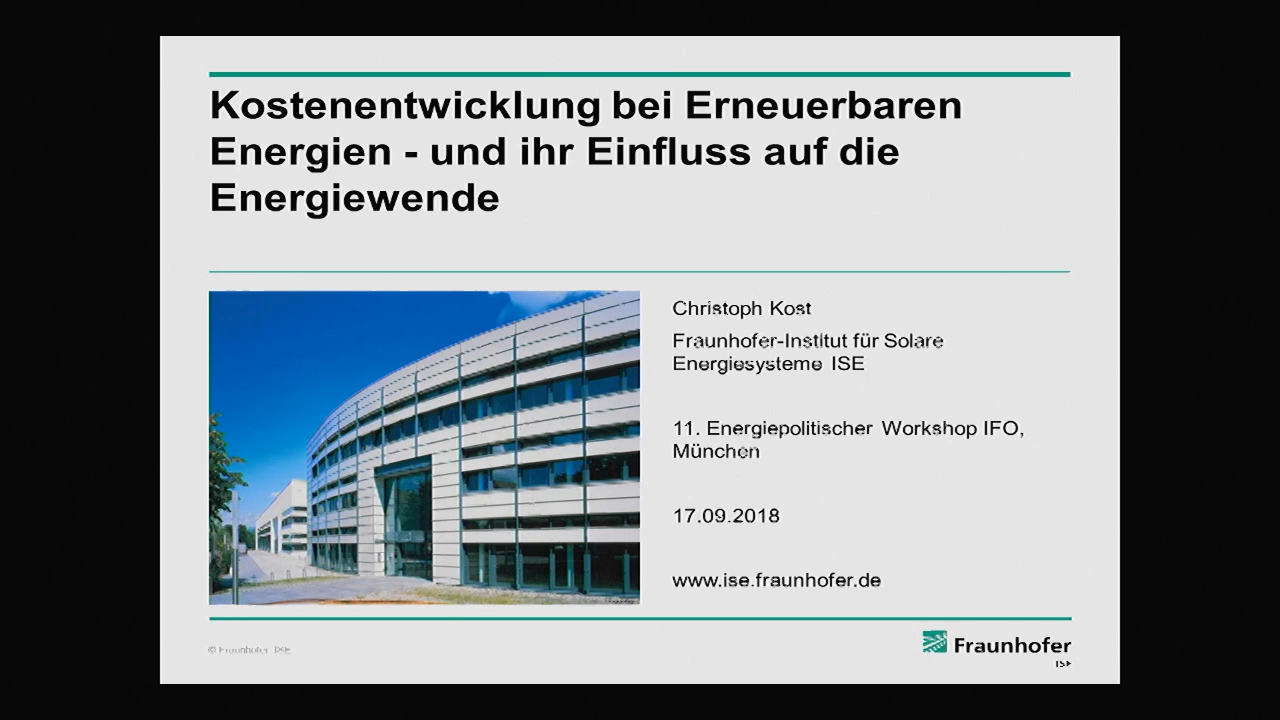 Kostenentwicklung bei Erneuerbaren
Energien - und ihr Einfluss auf die
Energiewende
Christoph Kost
Fraunhofer-Institut für Solare
Energiesysteme ISE
11. Energiepolitischer Workshop IFO,
München
17.09.2018
www.ise.fraunhofer.de
© Fraunhofer ISE
Fraunhofer
ISE